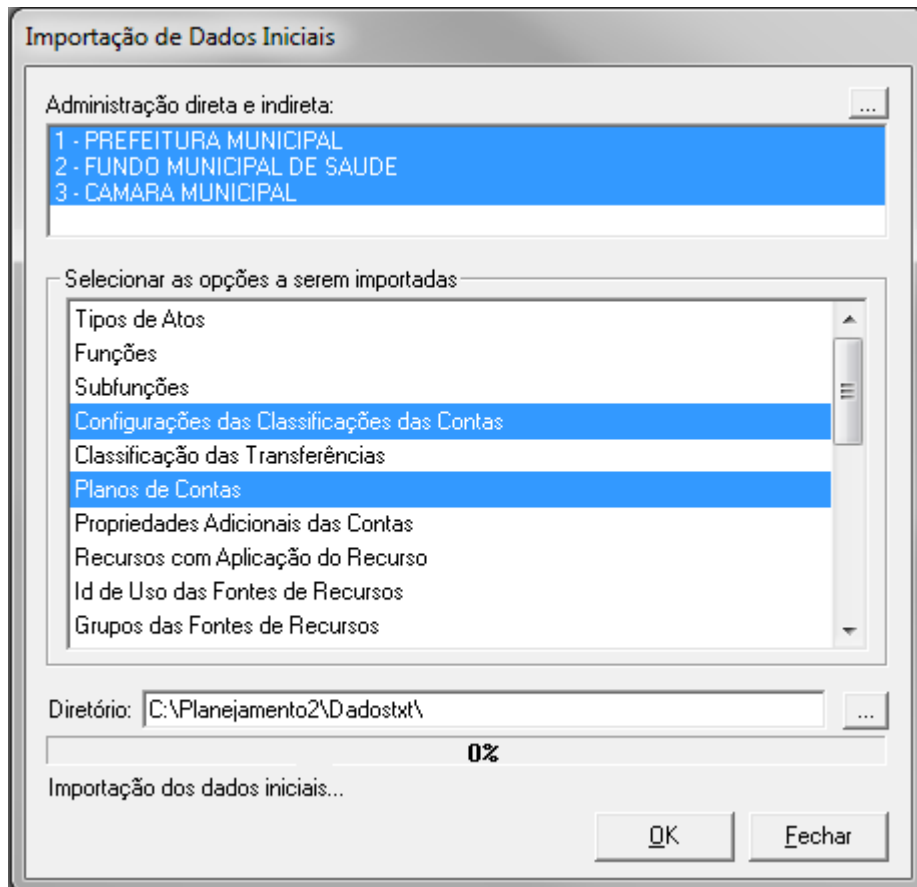 Importação de Dados Iniciais
Administração direta e indireta:
...
1 - PREFEITURA MUNICIPAL
2 - FUNDO MUNICIPAL DE SAUDE
3 - CAMARA MUNICIPAL
Selecionar as opções a serem importadas
Tipos de Atos
Funções
Subfunções
Configurações das Classificações das Contas
Classificação das Transferências
Planos de Contas
Propriedades Adicionais das Contas
Recursos com Aplicação do Recurso
Id de Uso das Fontes de Recursos
Grupos das Fontes de Recursos
Diretório: C:\Planejamento2\Dadostxt\ ...
0%
Importação dos dados iniciais...
OK Fechar